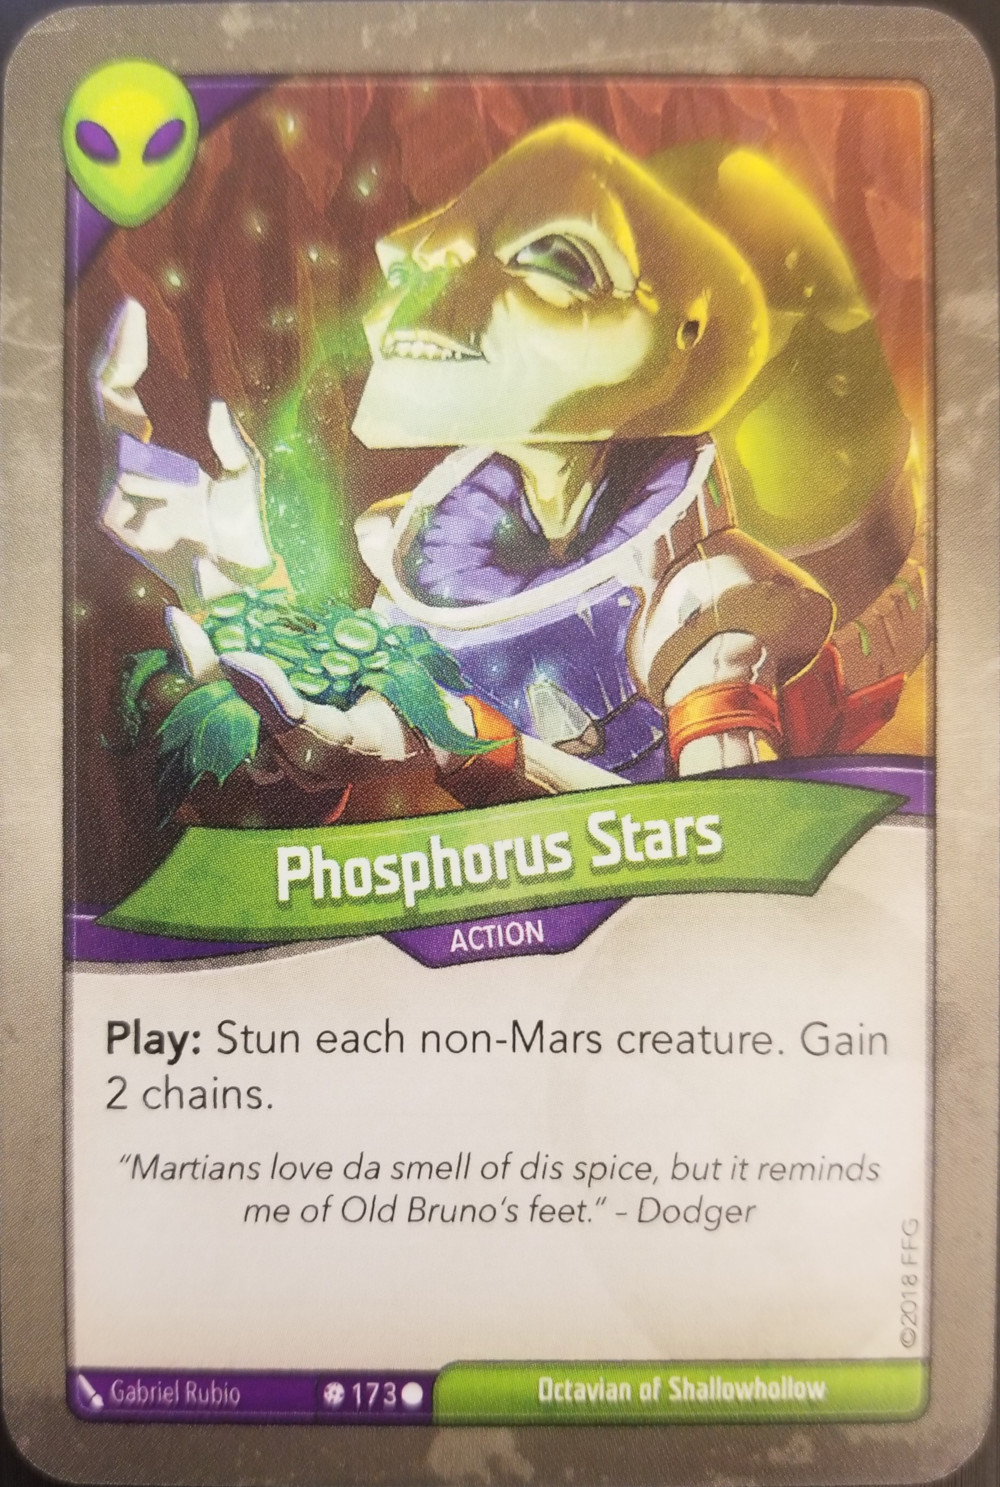 Phosphorus Stars
ACTION
Play: Stun each non-Mars creature. Gain
2 chains.
“Martians love da smell of dis spice, but it reminds
me of Old Bruno‘s feet.” - Dodger
©2018 FFG
Gabriel Rubio
#173
Octavian of Shallowhollow